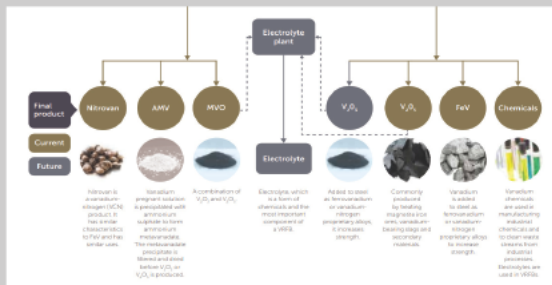 Electrolyte
plant
Final
product
Nitrovan
AMV
MVO
V₂O₃
V₂O₅
FeV
Chemicals
Current
Future
Electrolyte
Nitrovan is
a vanadium-
nitrogen (VCN)
product. It
has similar
characteristics
to FeV and has
similar uses.
Vanadium
pregnant solution
is precipitated with
ammonium
sulphate to form
ammonium
metavanadate.
The metavanadate
precipitate is
filtered and dried
before V₂O₃ or
V₂O₅ is produced.
A combination of
V₂O₃ and V₂O₅
Electrolyte, which
is a form of
chemicals and the
most important
component of
a VRFB.
Added to steel
as ferrovanadium
or vanadium-
nitrogen
proprietary alloys,
it increases
strength.
Commonly
produced by
treating
magnetite iron
ores, vanadium-
bearing slags and
secondary
materials.
Vanadium
is added
to steel as
ferrovanadium
or vanadium
nitrogen
proprietary alloys
to increase
strength.
Vanadium
chemicals
are used in
manufacturing
industrial
chemicals and
to clean waste
streams from
industrial
processes.
Electrolytes are
used in VRFBs.